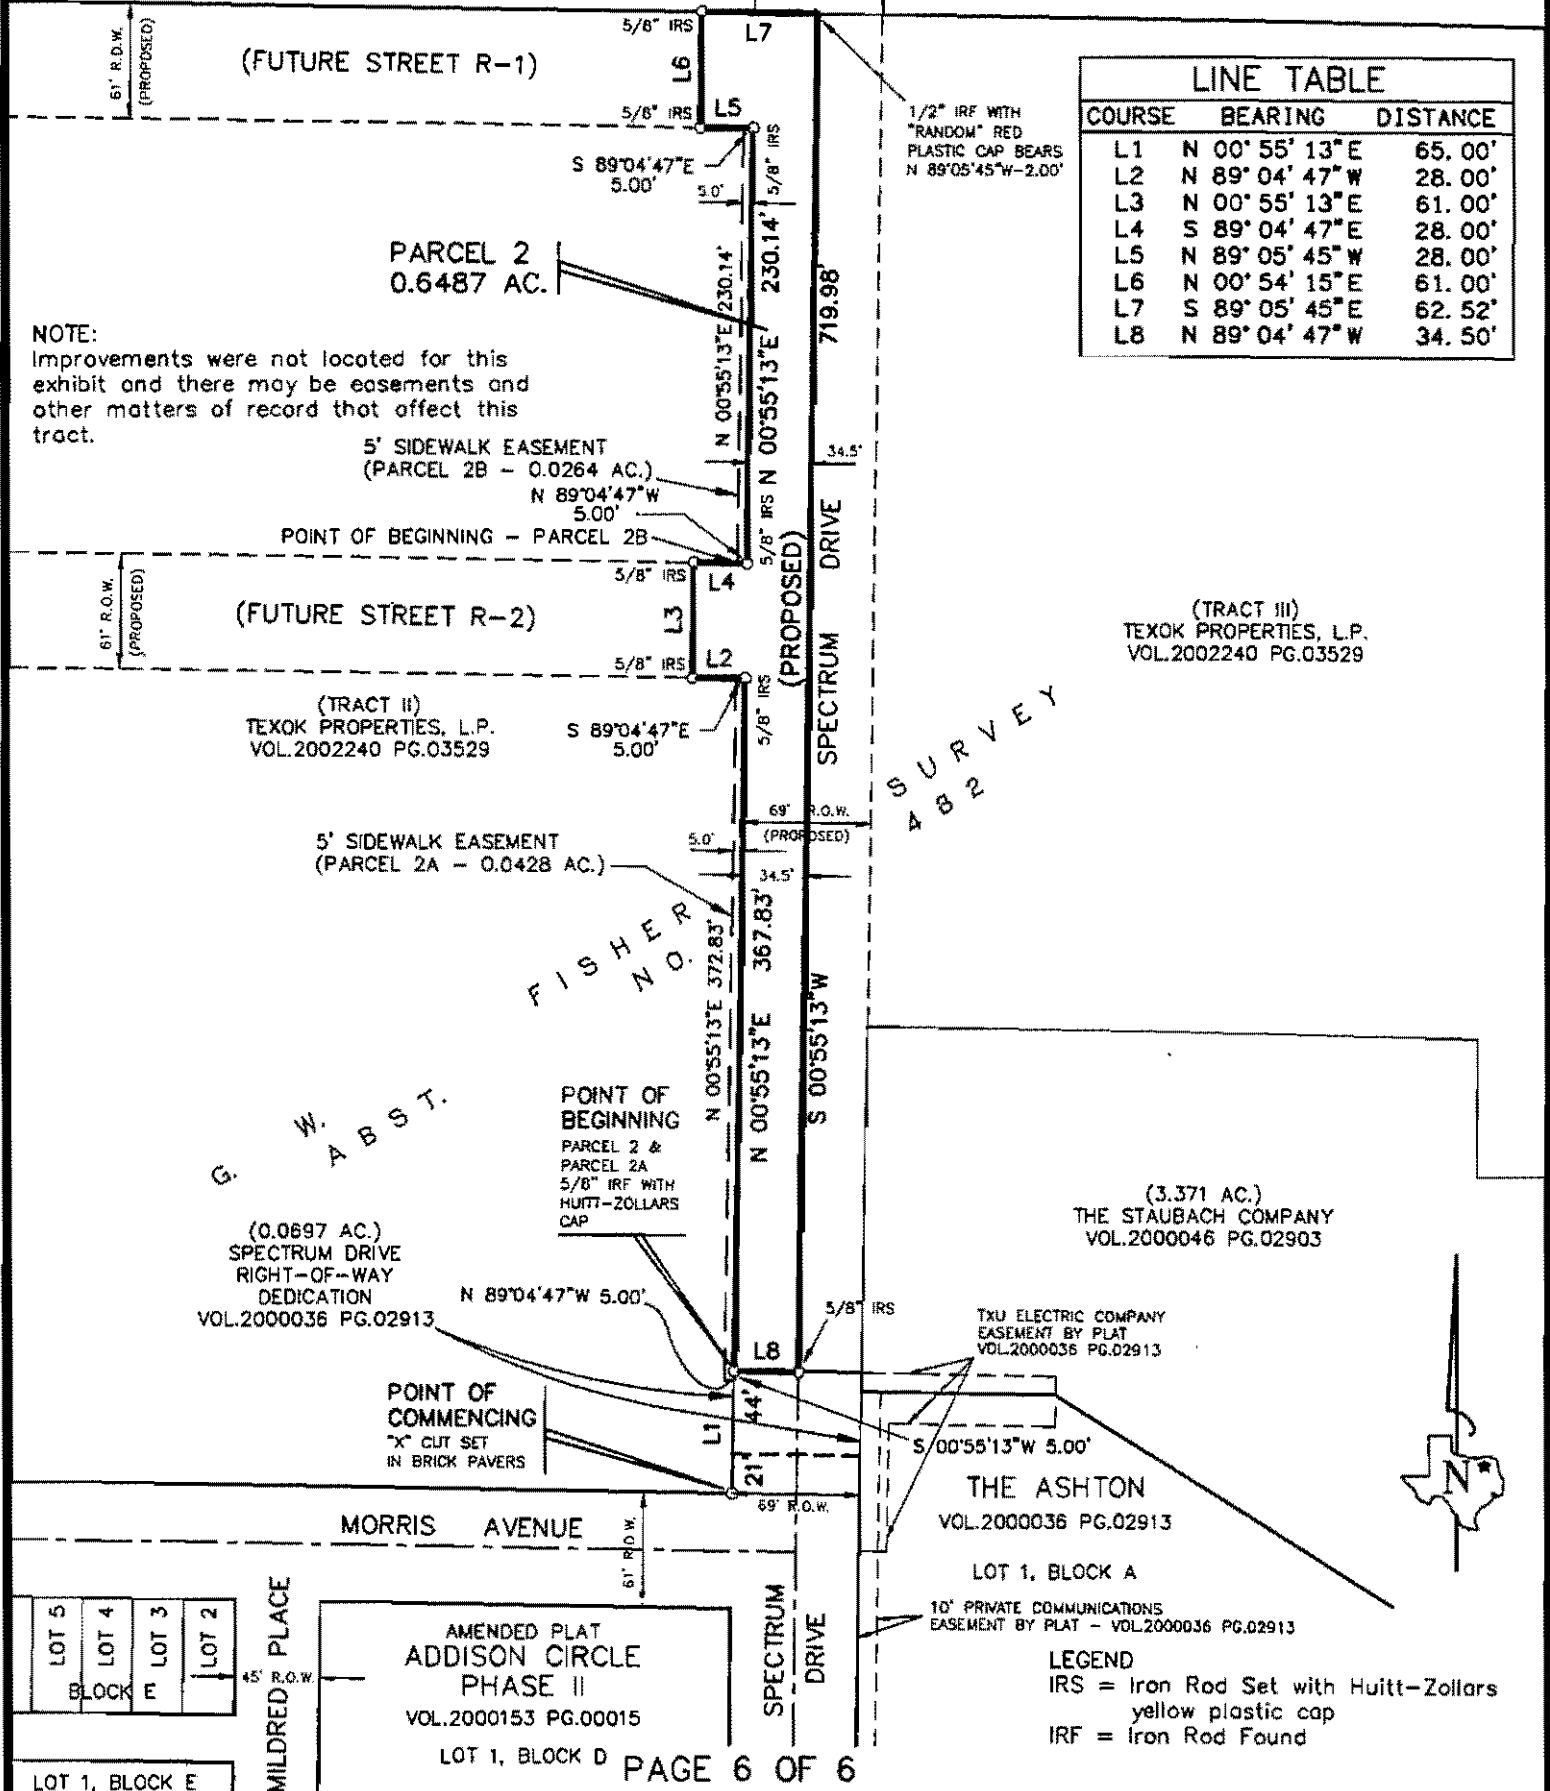 5/8" IRS
L7
61' R.O.W.
(PROPOSED)
(FUTURE STREET R-1)
L6
5/8" IRS
L5
1/2" IRF WITH
"RANDOM" RED
PLASTIC CAP BEARS
N 89°05'45"W-2.00'
LINE TABLE
COURSE BEARING DISTANCE
L1 N 00° 55' 13" E 65. 00'
L2 N 89° 04' 47" W 28. 00'
L3 N 00° 55' 13" E 61. 00'
L4 S 89° 04' 47" E 28. 00'
L5 N 89° 05' 45" W 28. 00'
L6 N 00° 54' 15" E 61. 00'
L7 S 89° 05' 45" E 62. 52'
L8 N 89° 04' 47" W 34. 50'
S 89°04'47"E
5.00'
5/8" IRS
5.0'
PARCEL 2
0.6487 AC.
N 00°55'13"E 230.14'
N 00°55'13"E 230.14'
719.98'
NOTE:
Improvements were not located for this
exhibit and there may be easements and
other matters of record that affect this
tract.
5' SIDEWALK EASEMENT
(PARCEL 2B - 0.0264 AC.)
34.5'
N 89°04'47"W
5.00'
POINT OF BEGINNING - PARCEL 2B
5/8" IRS
5/8" IRS
L4
61' R.O.W.
(PROPOSED)
(FUTURE STREET R-2)
L3
(PROPOSED)
SPECTRUM DRIVE
5/8" IRS
L2
(TRACT III)
TEXOK PROPERTIES, L.P.
VOL.2002240 PG.03529
(TRACT II)
TEXOK PROPERTIES, L.P.
VOL.2002240 PG.03529
S 89°04'47"E
5.00'
5/8" IRS
G. W. FISHER SURVEY
ABST. NO. 482
69' R.O.W.
(PROPOSED)
5' SIDEWALK EASEMENT
(PARCEL 2A - 0.0428 AC.)
5.0'
34.5'
N 00°55'13"E 372.83'
N 00°55'13"E 367.83'
S 00°55'13"W
POINT OF
BEGINNING
PARCEL 2 &
PARCEL 2A
5/8" IRF WITH
HUITT-ZOLLARS
CAP
(3.371 AC.)
THE STAUBACH COMPANY
VOL.2000046 PG.02903
(0.0697 AC.)
SPECTRUM DRIVE
RIGHT-OF-WAY
DEDICATION
VOL.2000036 PG.02913
N 89°04'47"W 5.00'
5/8" IRS
L8
TXU ELECTRIC COMPANY
EASEMENT BY PLAT
VOL.2000036 PG.02913
POINT OF
COMMENCING
"X" CUT SET
IN BRICK PAVERS
L1
44'
21'
S 00°55'13"W 5.00'
69' R.O.W.
N
THE ASHTON
VOL.2000036 PG.02913
LOT 1, BLOCK A
MORRIS AVENUE
61' R.O.W.
10' PRIVATE COMMUNICATIONS
EASEMENT BY PLAT - VOL.2000036 PG.02913
LOT 5
LOT 4
LOT 3
LOT 2
BLOCK E
45' R.O.W.
MILDRED PLACE
AMENDED PLAT
ADDISON CIRCLE
PHASE II
VOL.2000153 PG.00015
LOT 1, BLOCK D
SPECTRUM
DRIVE
LEGEND
IRS = Iron Rod Set with Huitt-Zollars
yellow plastic cap
IRF = Iron Rod Found
LOT 1, BLOCK E
PAGE 6 OF 6